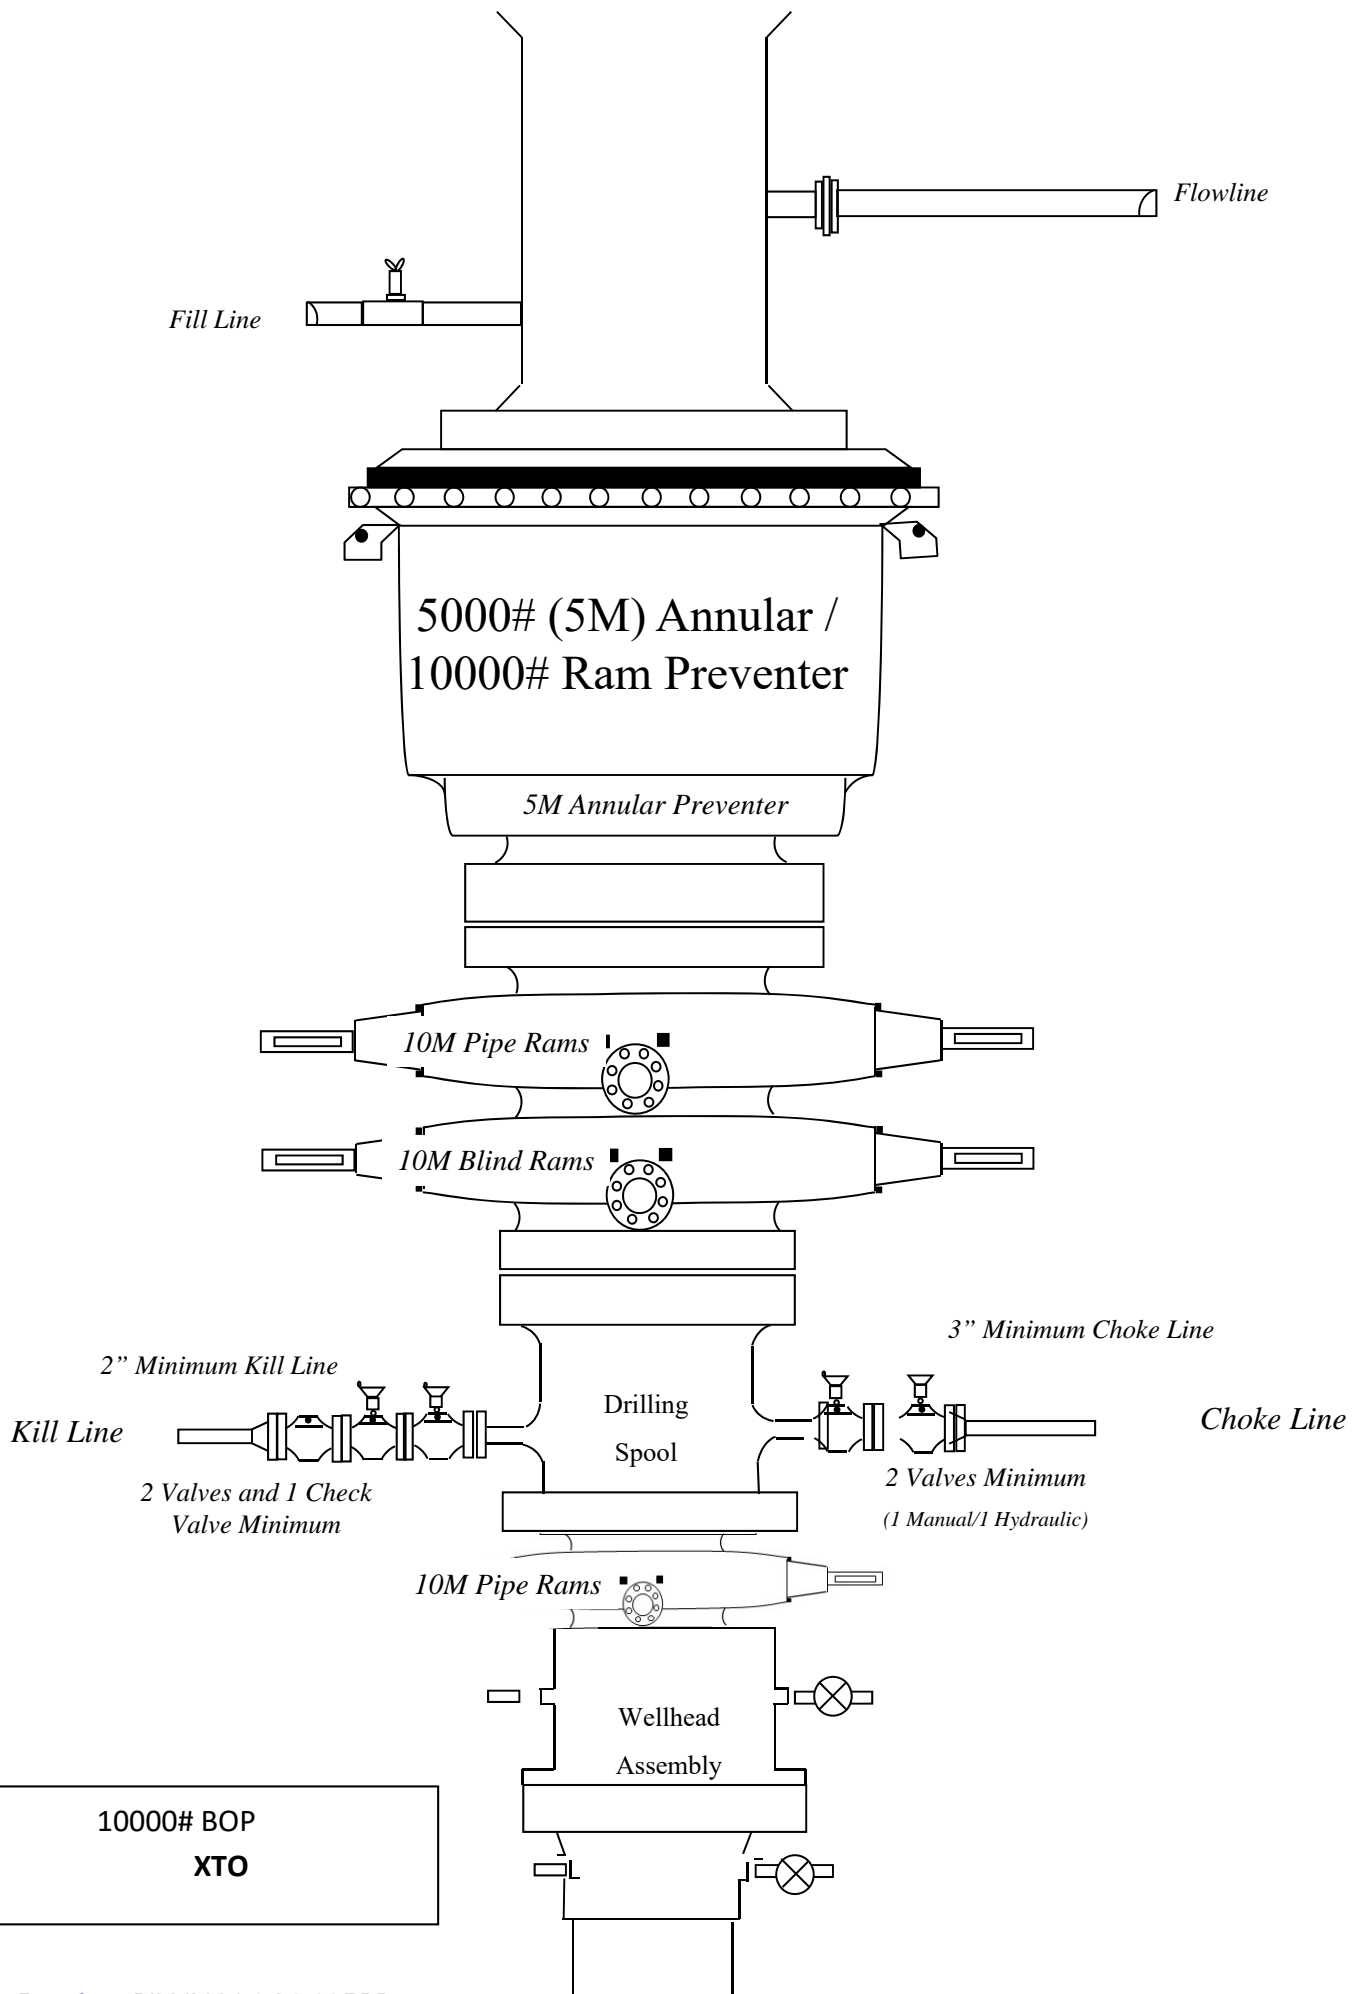 Flowline
Fill Line
5000# (5M) Annular /
10000# Ram Preventer
5M Annular Preventer
10M Pipe Rams
10M Blind Rams
3” Minimum Choke Line
2” Minimum Kill Line
Drilling
Spool
Kill Line
Choke Line
2 Valves and 1 Check
Valve Minimum
2 Valves Minimum
(1 Manual/1 Hydraulic)
10M Pipe Rams
Wellhead
Assembly
10000# BOP
XTO